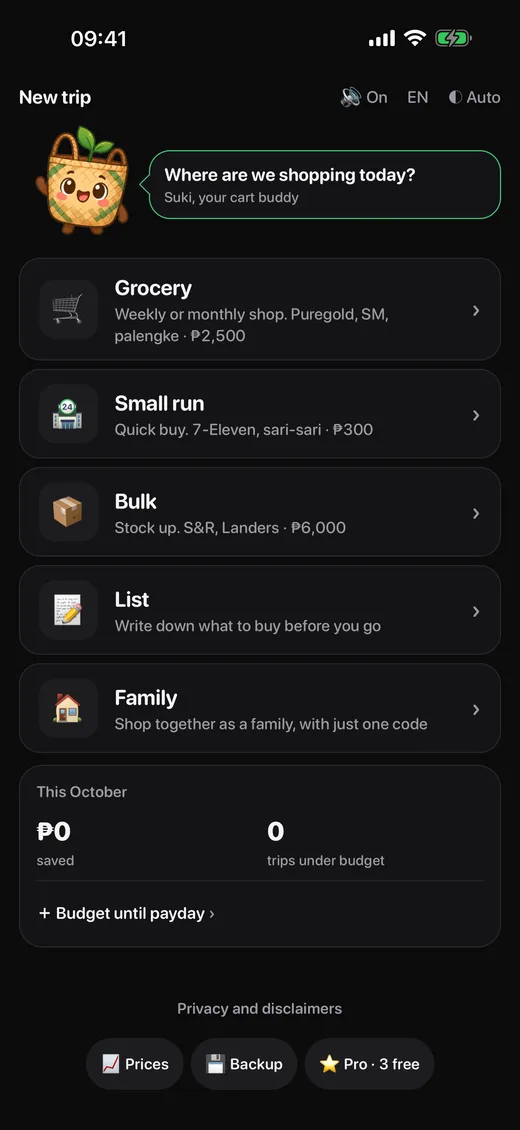 09:41
New trip
On EN Auto
Where are we shopping today?
Suki, your cart buddy
Grocery
Weekly or monthly shop. Puregold, SM,
palengke · ₱2,500
Small run
24
Quick buy. 7-Eleven, sari-sari · ₱300
Bulk
Stock up. S&R, Landers · ₱6,000
List
Write down what to buy before you go
Family
Shop together as a family, with just one code
This October
₱0 0
saved trips under budget
+ Budget until payday ›
Privacy and disclaimers
Prices Backup Pro · 3 free